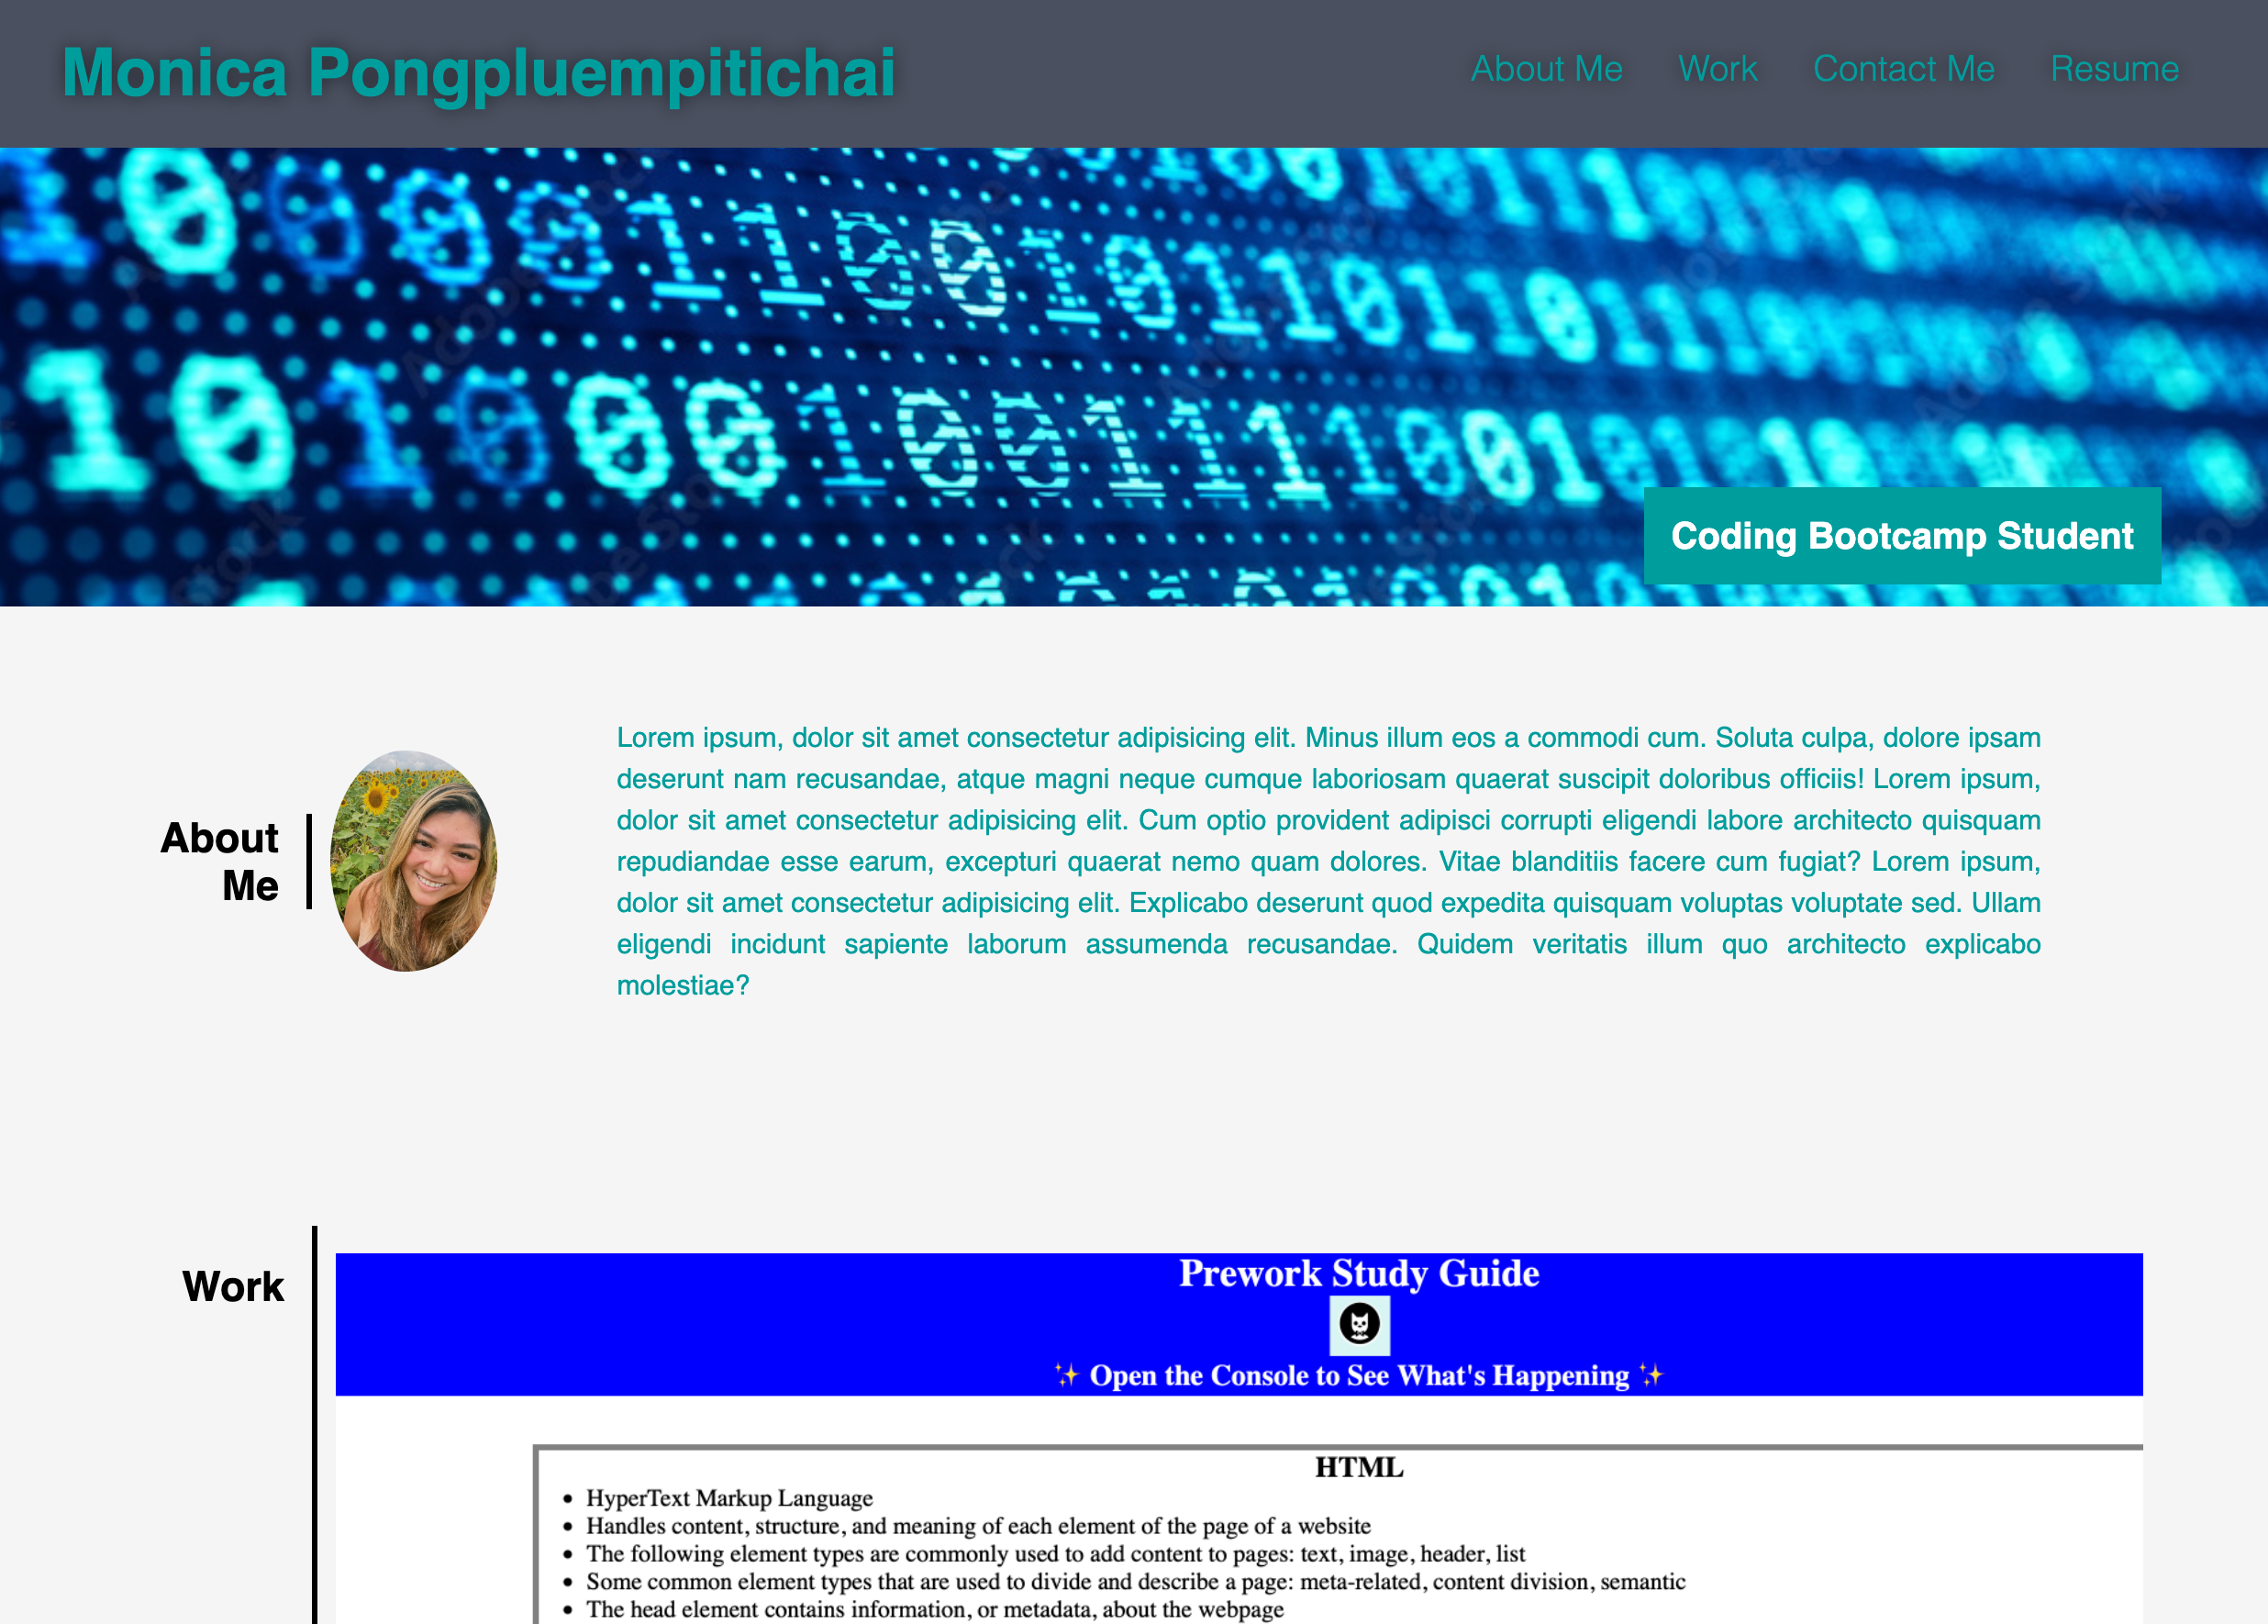 Monica Pongpluempitichai
About Me Work Contact Me Resume
Coding Bootcamp Student
About
Me
Lorem ipsum, dolor sit amet consectetur adipisicing elit. Minus illum eos a commodi cum. Soluta culpa, dolore ipsam
deserunt nam recusandae, atque magni neque cumque laboriosam quaerat suscipit doloribus officiis! Lorem ipsum,
dolor sit amet consectetur adipisicing elit. Cum optio provident adipisci corrupti eligendi labore architecto quisquam
repudiandae esse earum, excepturi quaerat nemo quam dolores. Vitae blanditiis facere cum fugiat? Lorem ipsum,
dolor sit amet consectetur adipisicing elit. Explicabo deserunt quod expedita quisquam voluptas voluptate sed. Ullam
eligendi incidunt sapiente laborum assumenda recusandae. Quidem veritatis illum quo architecto explicabo
molestiae?
Work
Prework Study Guide
✨ Open the Console to See What's Happening ✨
HTML
• HyperText Markup Language
• Handles content, structure, and meaning of each element of the page of a website
• The following element types are commonly used to add content to pages: text, image, header, list
• Some common element types that are used to divide and describe a page: meta-related, content division, semantic
• The head element contains information, or metadata, about the webpage